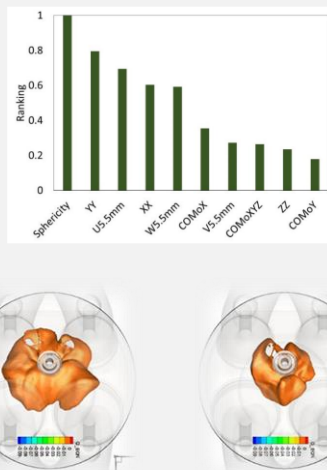 1
0.8
0.6
0.4
0.2
0
Ranking
Sphericity
YY
U5.5mm
XX
W5.5mm
COMoX
V5.5mm
COMoXYZ
ZZ
COMoY